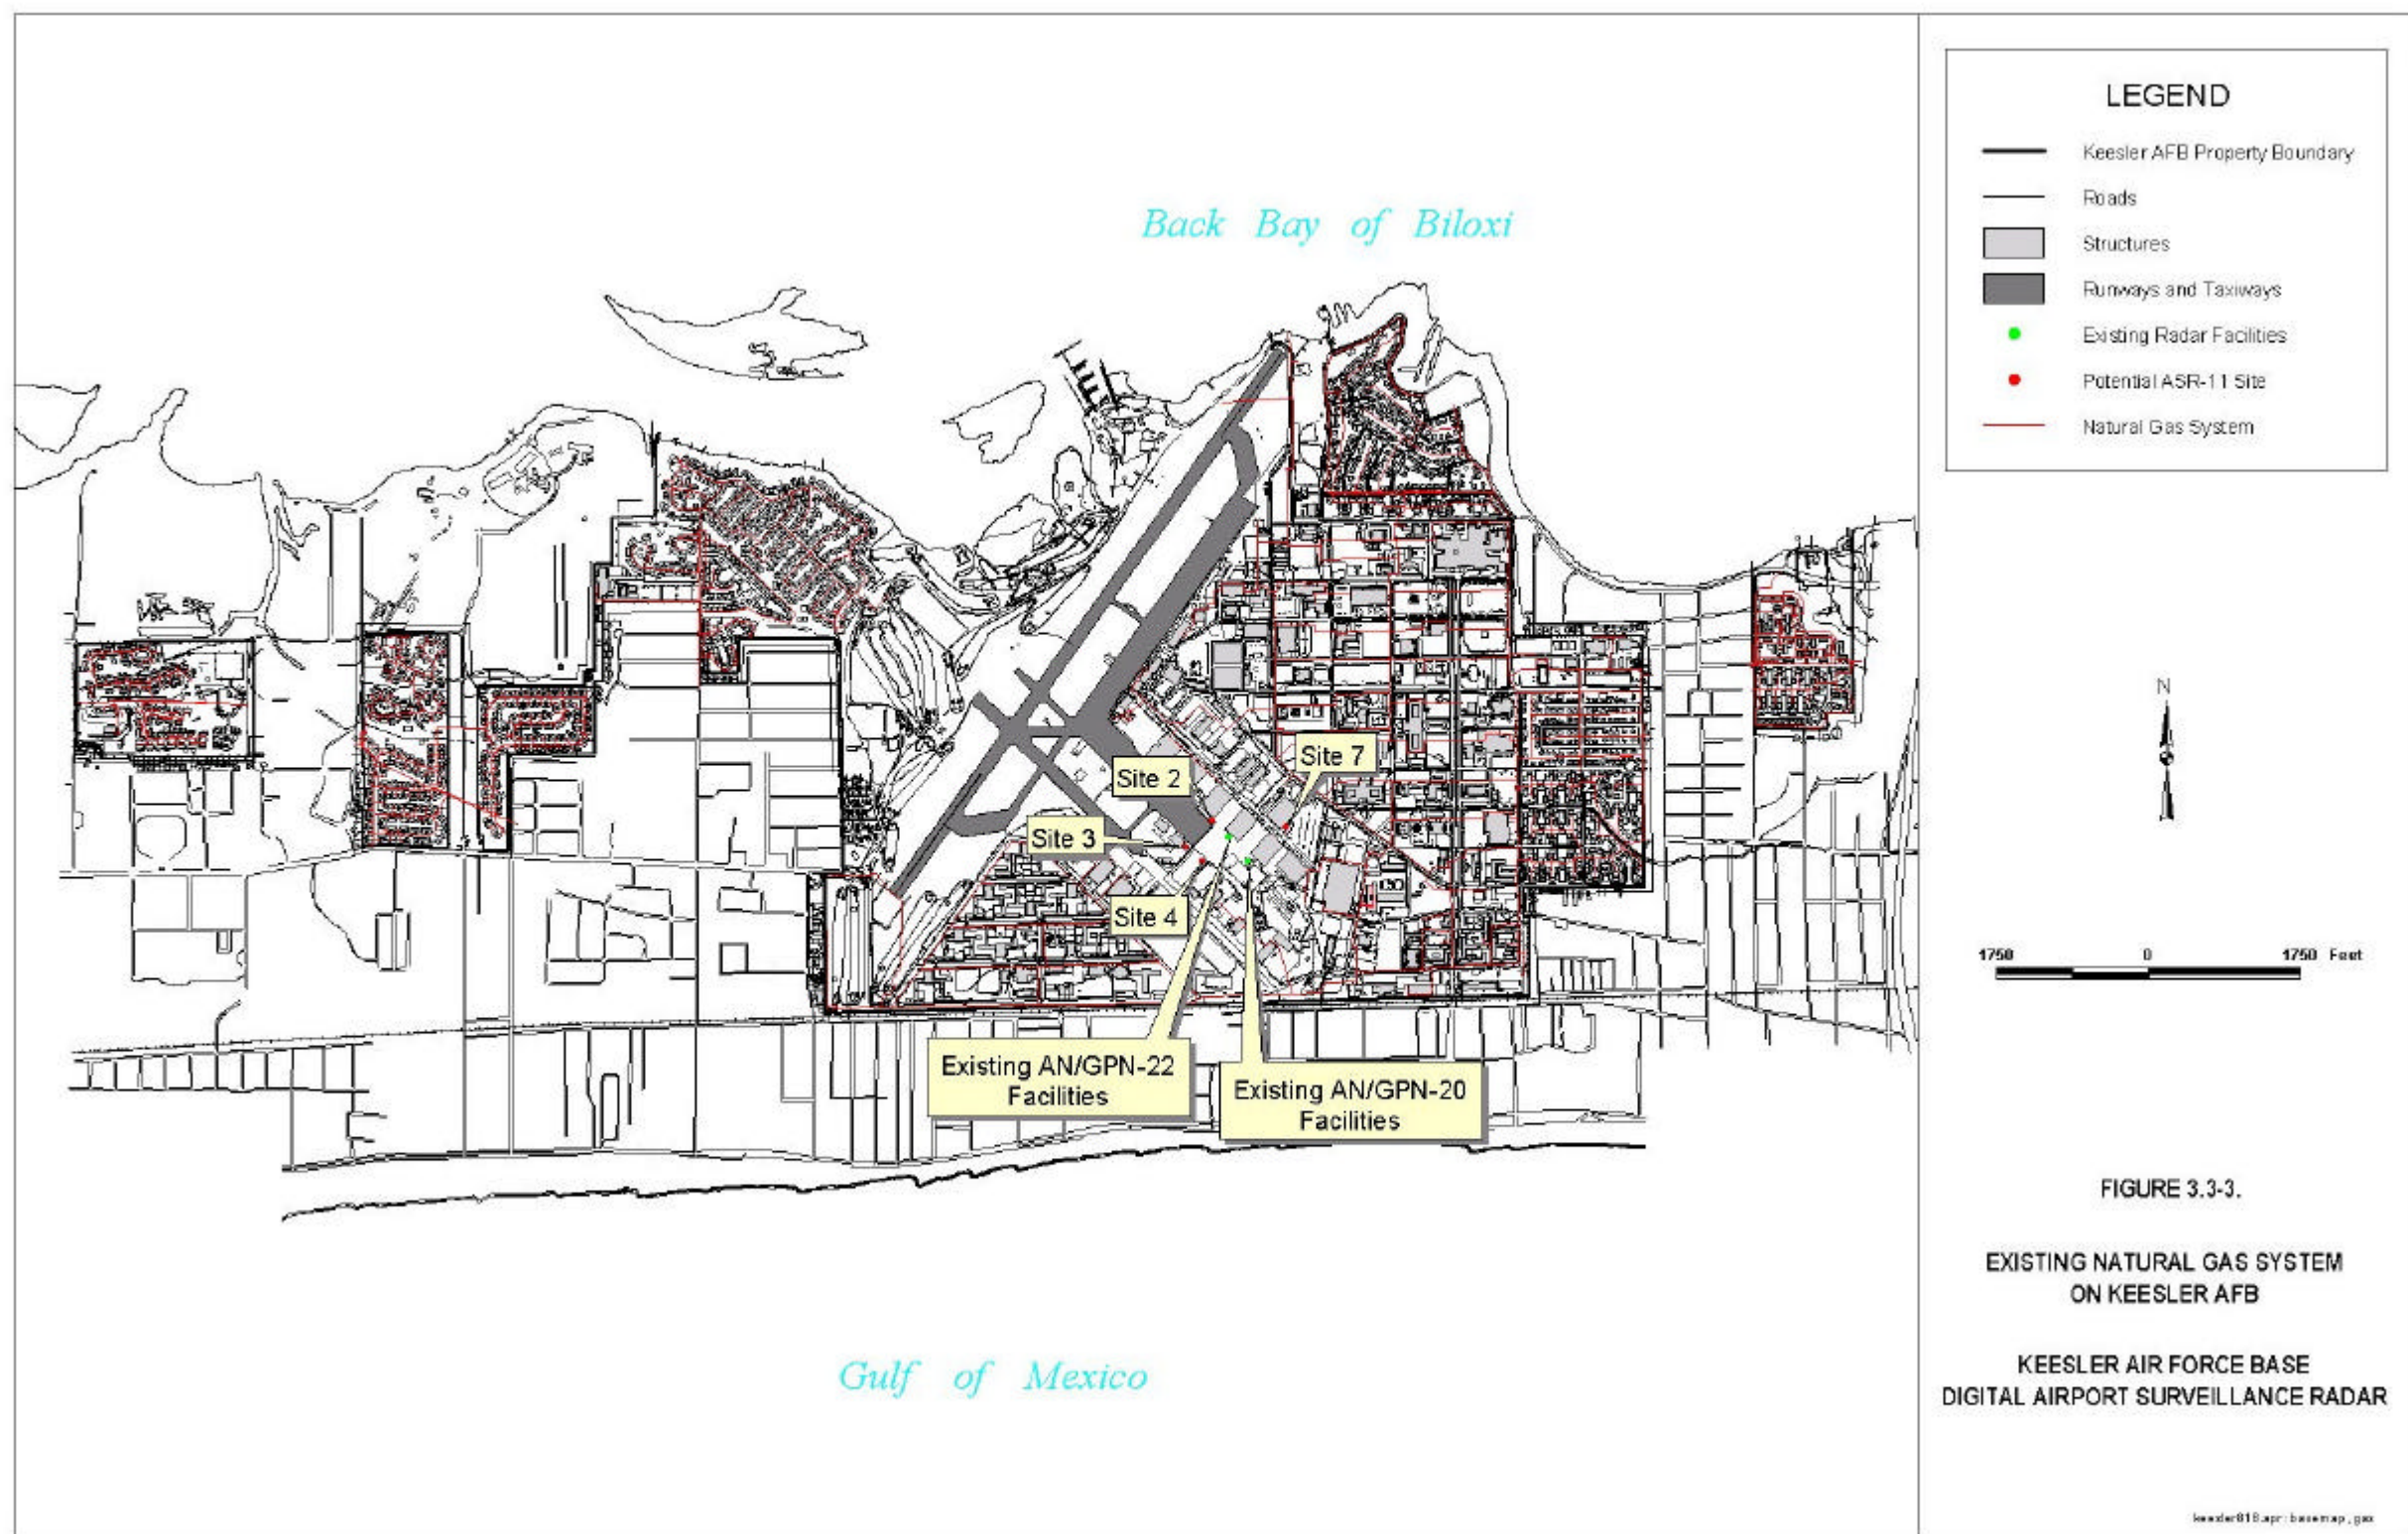 Back Bay of Biloxi
Site 7
Site 2
Site 3
Site 4
Existing AN/GPN-22
Facilities
Existing AN/GPN-20
Facilities
Gulf of Mexico
LEGEND
Keesler AFB Property Boundary
Roads
Structures
Runways and Taxiways
Existing Radar Facilities
Potential ASR-11 Site
Natural Gas System
N
1750 0 1750 Feet
FIGURE 3.3-3.
EXISTING NATURAL GAS SYSTEM
ON KEESLER AFB
KEESLER AIR FORCE BASE
DIGITAL AIRPORT SURVEILLANCE RADAR